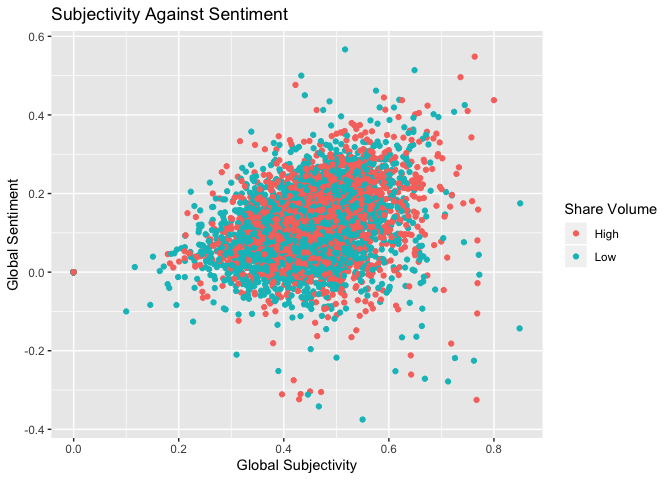 Subjectivity Against Sentiment
0.6
0.4
0.2
0.0
-0.2
-0.4
Global Sentiment
0.0 0.2 0.4 0.6 0.8
Global Subjectivity
Share Volume
High
Low